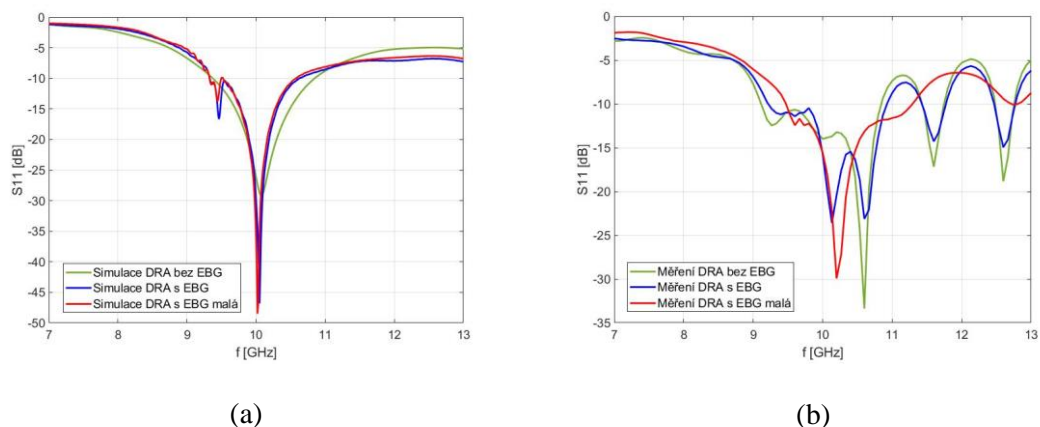 0
-5
-10
-15
-20
-25
-30
-35
-40
-45
-50
S11 [dB]
7 8 9 10 11 12 13
f [GHz]
Simulace DRA bez EBG
Simulace DRA s EBG
Simulace DRA s EBG malá
(a)
0
-5
-10
-15
-20
-25
-30
-35
S11 [dB]
7 8 9 10 11 12 13
f [GHz]
Měření DRA bez EBG
Měření DRA s EBG
Měření DRA s EBG malá
(b)